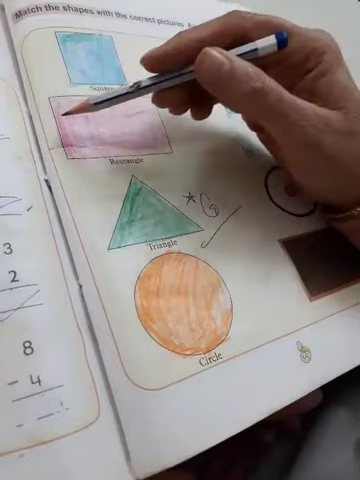 Match the shapes with the correct pictures.
Square
Rectangle
* G
Triangle
Circle
3
2
8
- 4